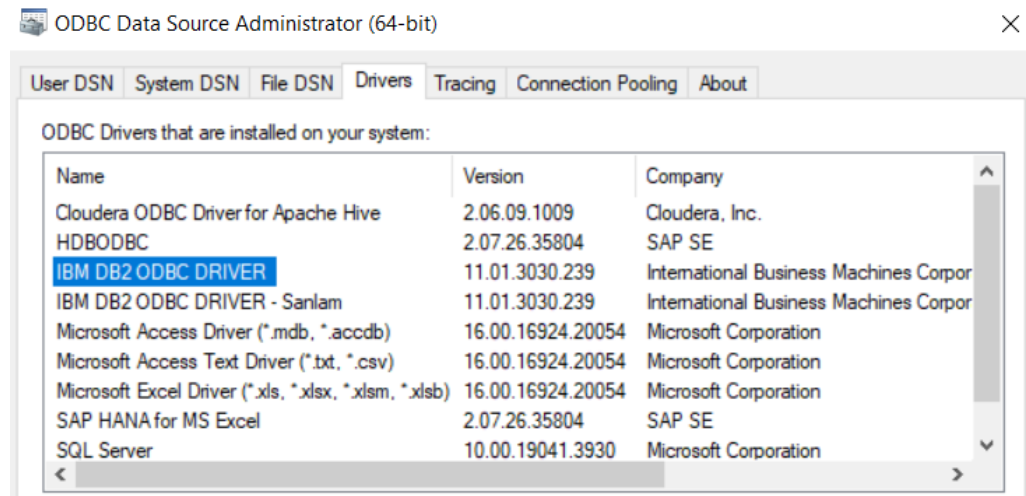 ODBC Data Source Administrator (64-bit)
User DSN System DSN File DSN Drivers Tracing Connection Pooling About
ODBC Drivers that are installed on your system:
Name Version Company
Cloudera ODBC Driver for Apache Hive 2.06.09.1009 Cloudera, Inc.
HDBODBC 2.07.26.35804 SAP SE
IBM DB2 ODBC DRIVER 11.01.3030.239 International Business Machines Corpor
IBM DB2 ODBC DRIVER - Sanlam 11.01.3030.239 International Business Machines Corpor
Microsoft Access Driver (*.mdb, *.accdb) 16.00.16924.20054 Microsoft Corporation
Microsoft Access Text Driver (*.txt, *.csv) 16.00.16924.20054 Microsoft Corporation
Microsoft Excel Driver (*.xls, *.xlsx, *.xlsm, *.xlsb) 16.00.16924.20054 Microsoft Corporation
SAP HANA for MS Excel 2.07.26.35804 SAP SE
SQL Server 10.00.19041.3930 Microsoft Corporation